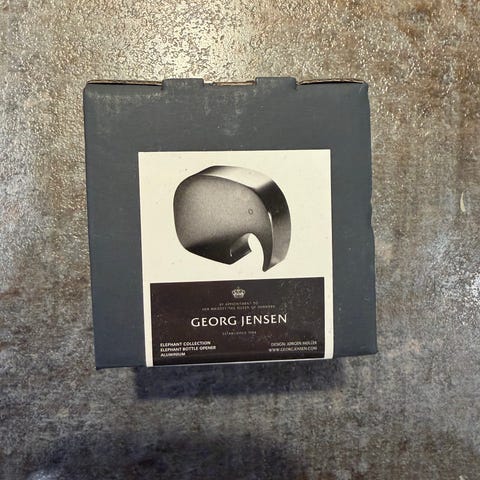 BY APPOINTMENT TO
HER MAJESTY THE QUEEN OF DENMARK
GEORG JENSEN
ESTABLISHED 1904
ELEPHANT COLLECTION
ELEPHANT BOTTLE OPENER
ALUMINIUM
DESIGN: JØRGEN MØLLER
WWW.GEORGJENSEN.COM